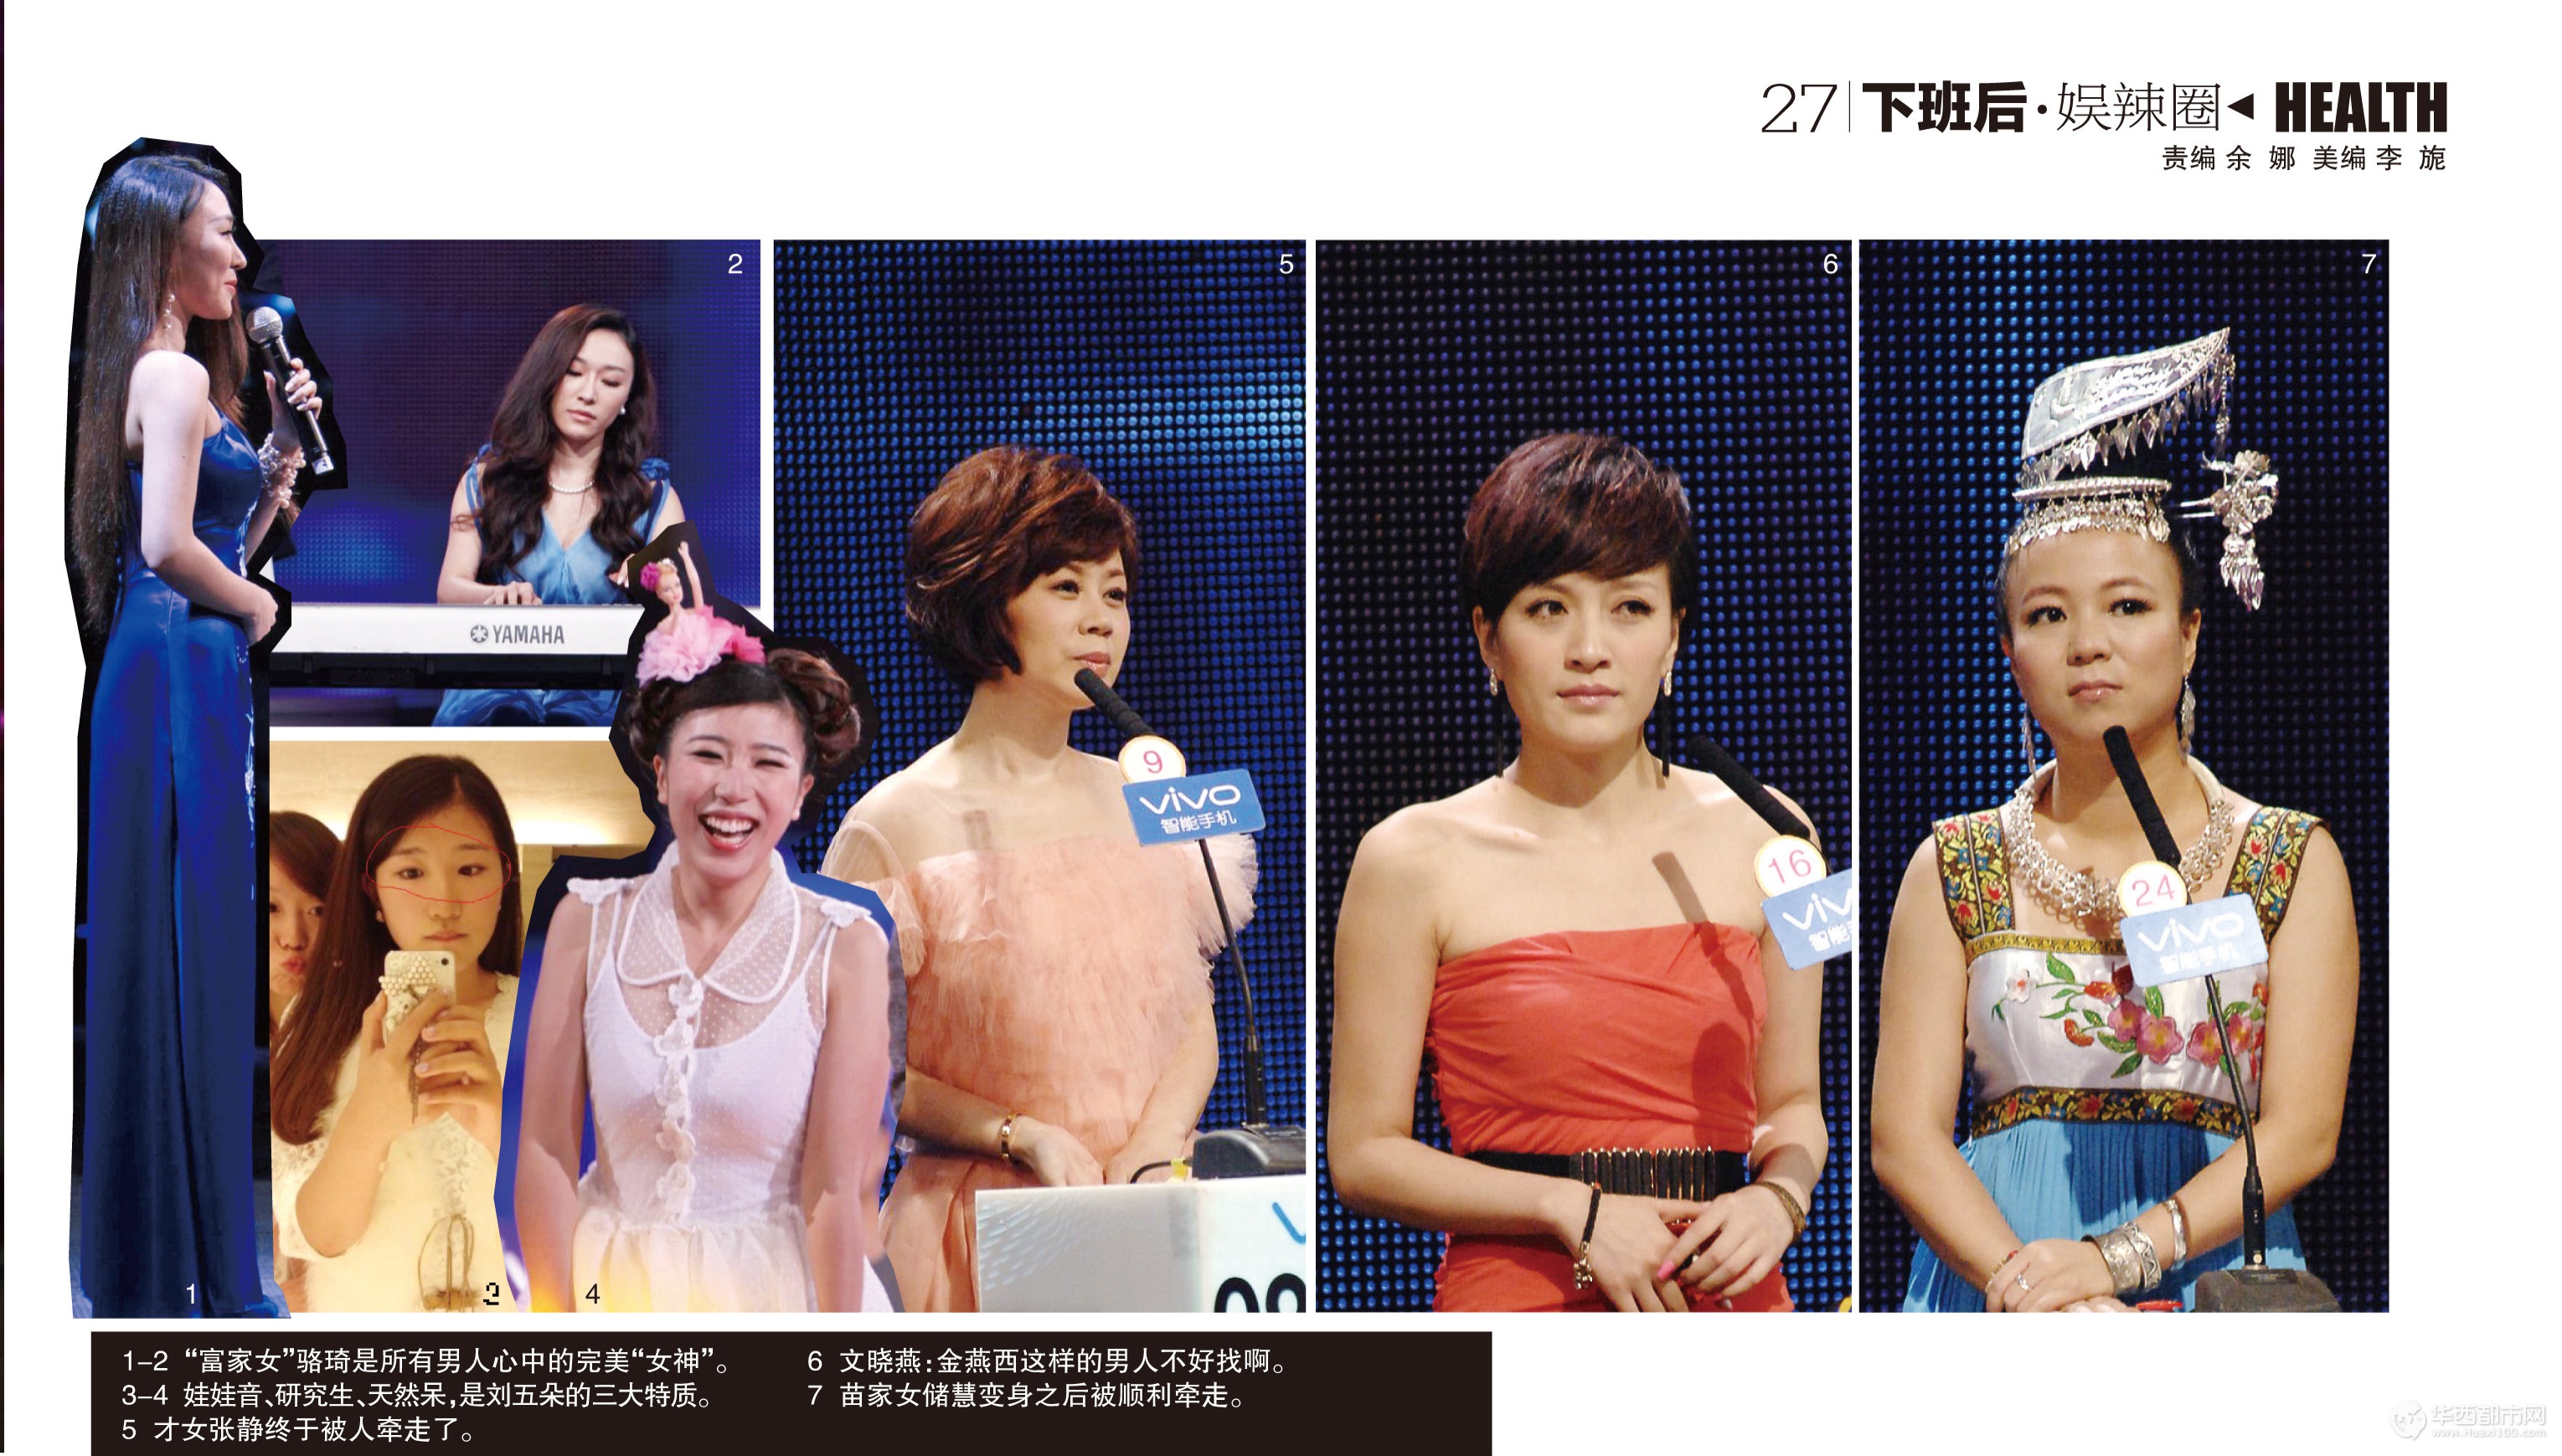 27 下班后·娱辣圈 HEALTH
责编 余 娜 美编 李 旎
2
5
6
7
YAMAHA
9
vivo
智能手机
16
viv
智能
24
vivo
智能手机
09
1
3
4
1-2 “富家女”骆琦是所有男人心中的完美“女神”。
3-4 娃娃音、研究生、天然呆,是刘五朵的三大特质。
5 才女张静终于被人牵走了。
6 文晓燕:金燕西这样的男人不好找啊。
7 苗家女储慧变身之后被顺利牵走。
华西都市网
www.Huaxi100.com